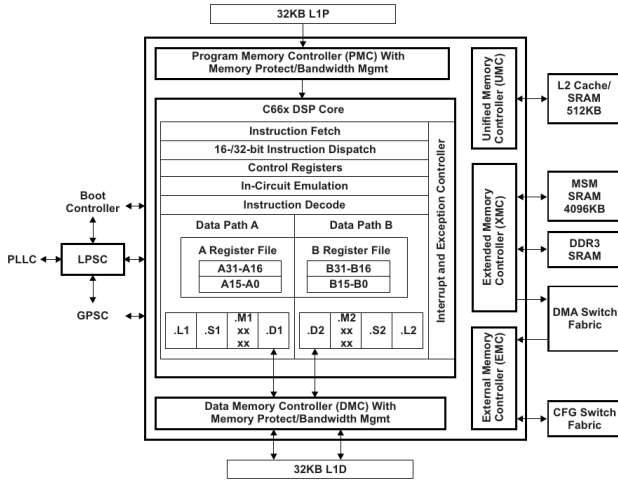 32KB L1P
Program Memory Controller (PMC) With
Memory Protect/Bandwidth Mgmt
C66x DSP Core
Instruction Fetch
16-/32-bit Instruction Dispatch
Control Registers
In-Circuit Emulation
Instruction Decode
Data Path A
Data Path B
A Register File
B Register File
A31-A16
B31-B16
A15-A0
B15-B0
.L1
.S1
.M1
xx
xx
.D1
.D2
.M2
xx
xx
.S2
.L2
Interrupt and Exception Controller
Data Memory Controller (DMC) With
Memory Protect/Bandwidth Mgmt
32KB L1D
Boot
Controller
PLLC
LPSC
GPSC
Unified Memory
Controller (UMC)
Extended Memory
Controller (XMC)
External Memory
Controller (EMC)
L2 Cache/
SRAM
512KB
MSM
SRAM
4096KB
DDR3
SRAM
DMA Switch
Fabric
CFG Switch
Fabric